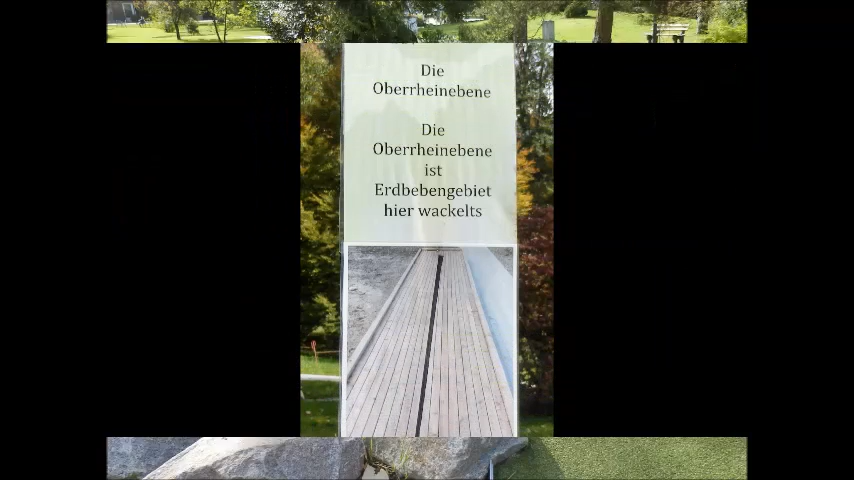 Die
Oberrheinebene
Die
Oberrheinebene
ist
Erdbebengebiet
hier wackelts